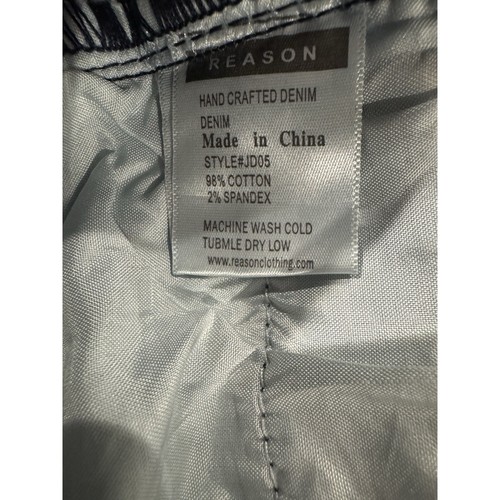 REASON
HAND CRAFTED DENIM
DENIM
Made in China
STYLE#JD05
98% COTTON
2% SPANDEX
MACHINE WASH COLD
TUBMLE DRY LOW
www.reasonclothing.com